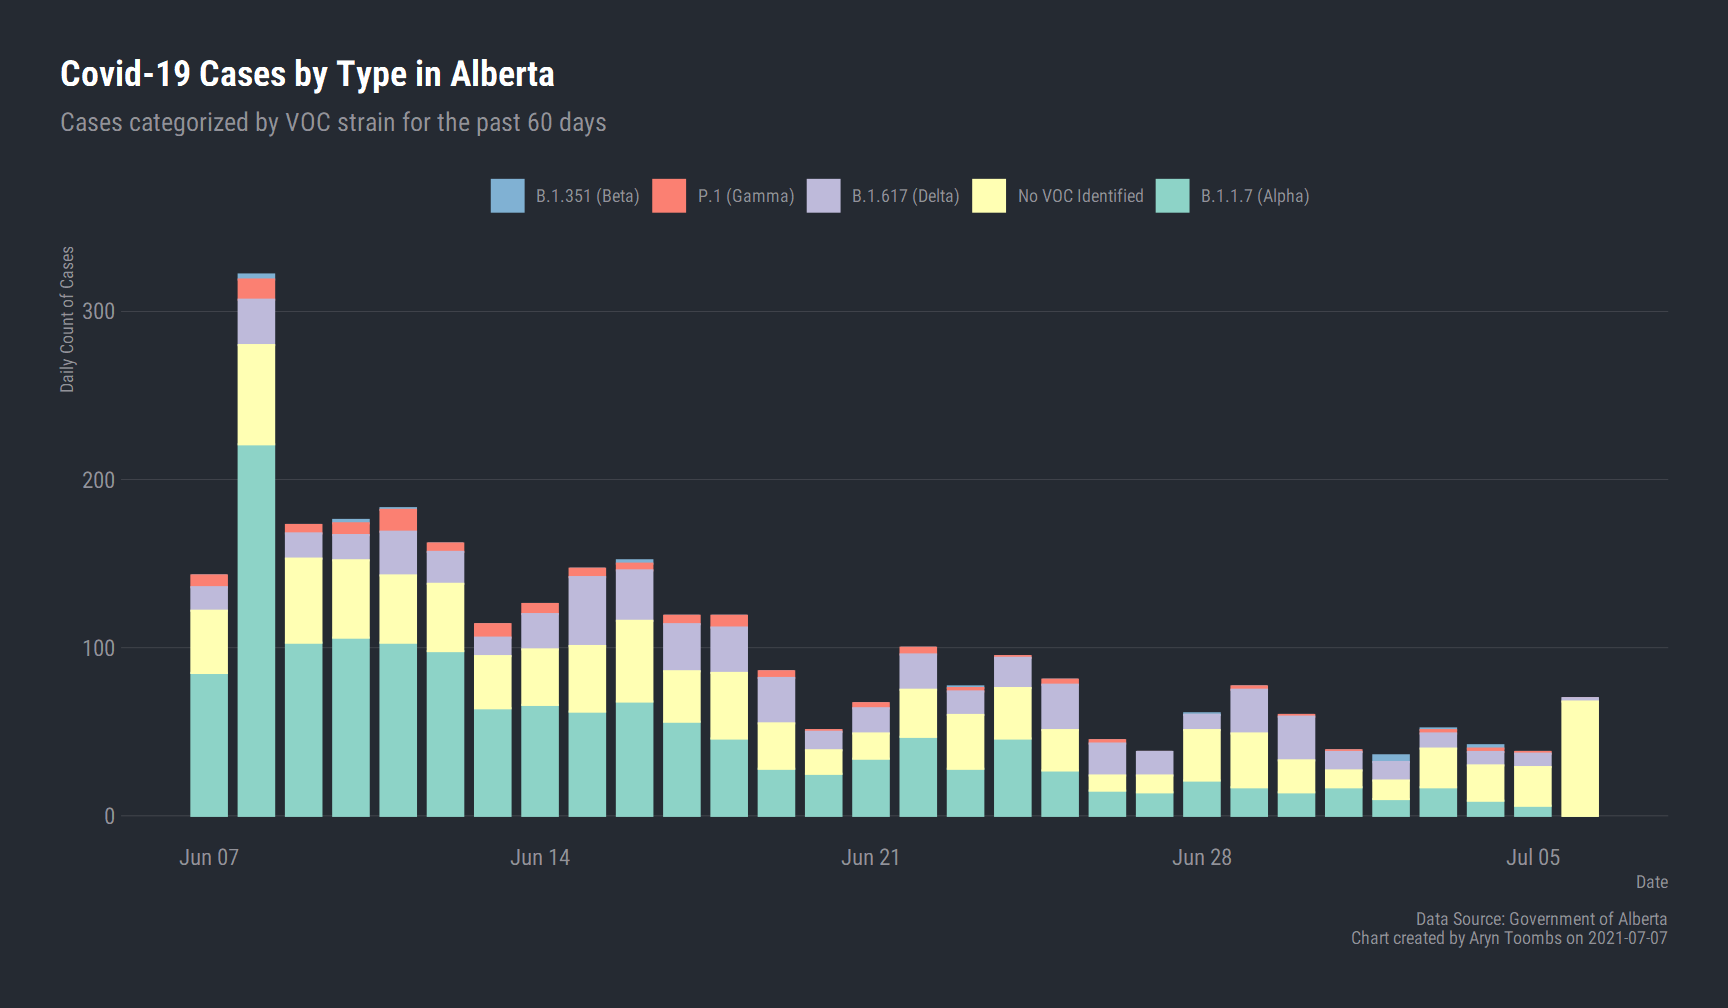 Covid-19 Cases by Type in Alberta
Cases categorized by VOC strain for the past 60 days
B.1.351 (Beta)
P.1 (Gamma)
B.1.617 (Delta)
No VOC Identified
B.1.1.7 (Alpha)
Daily Count of Cases
300
200
100
0
Jun 07
Jun 14
Jun 21
Jun 28
Jul 05
Date
Data Source: Government of Alberta
Chart created by Aryn Toombs on 2021-07-07